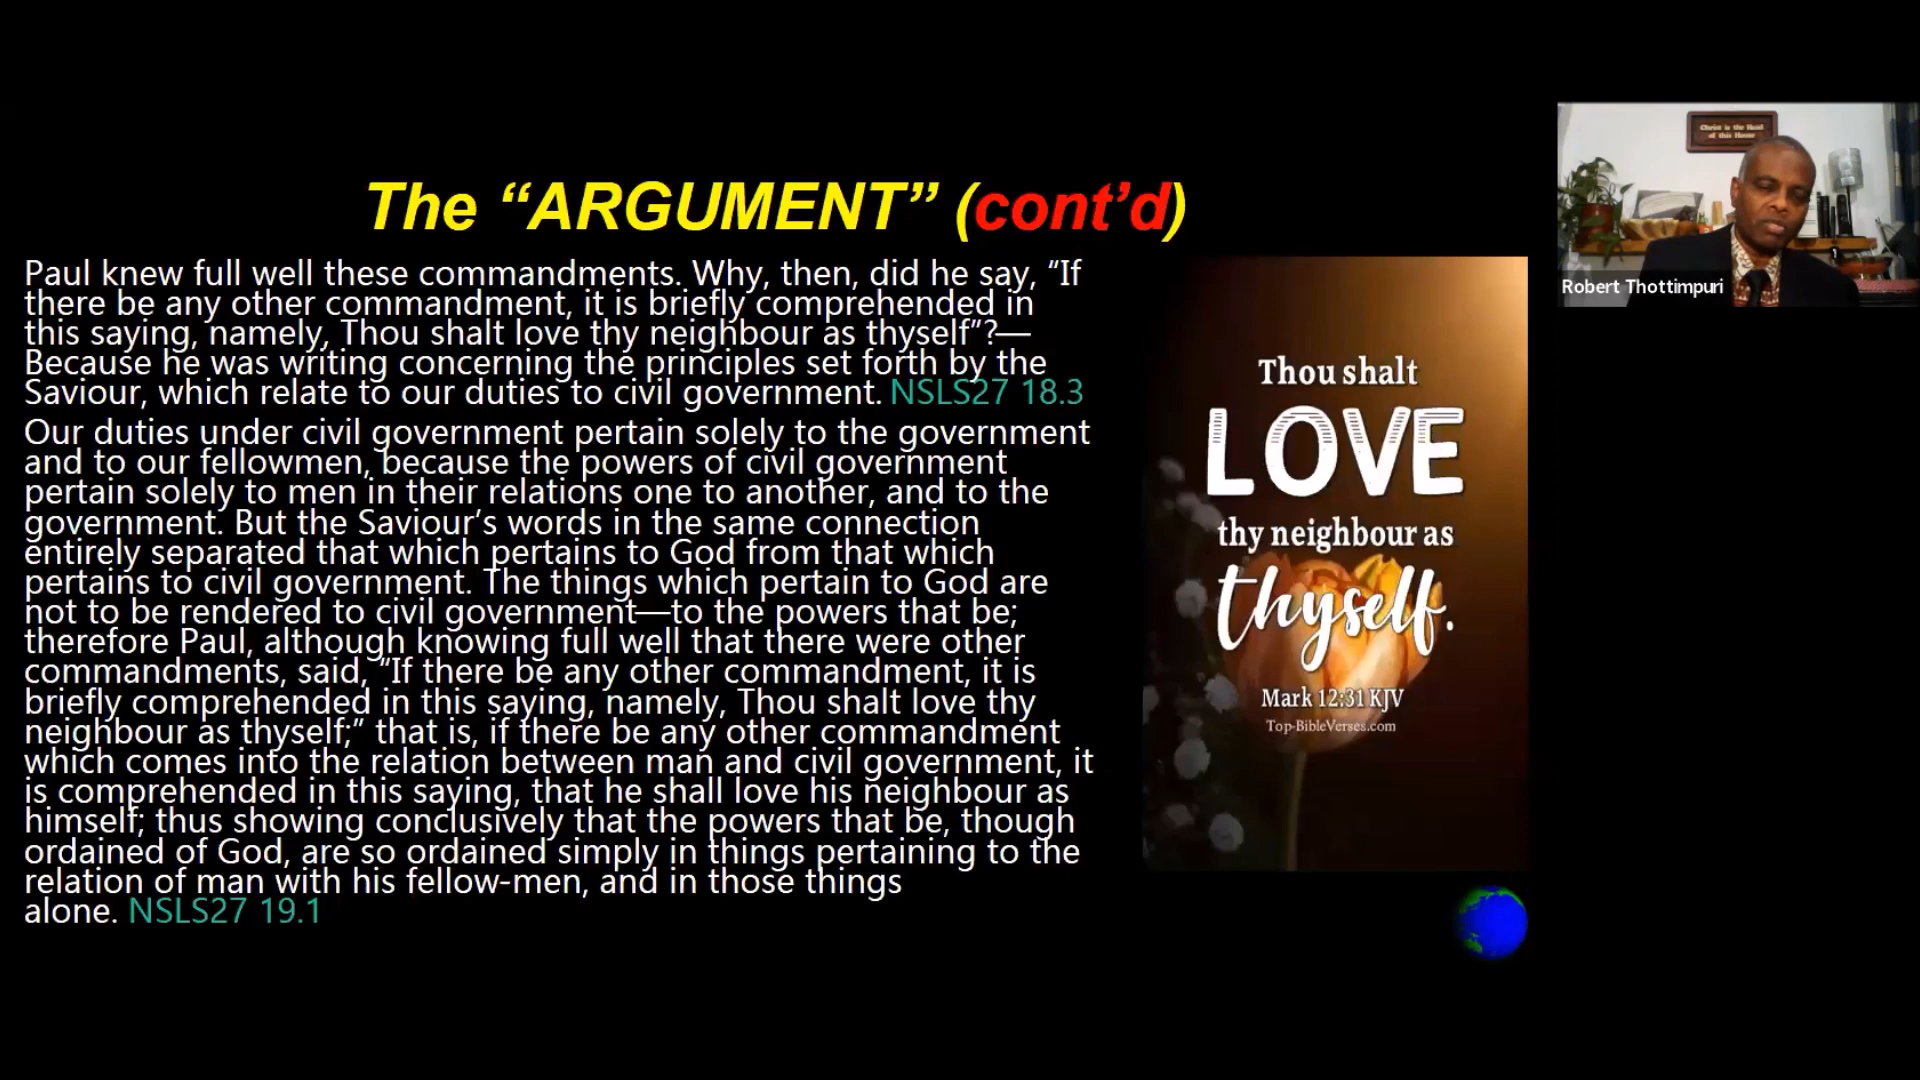 The “ARGUMENT” (cont’d)
Paul knew full well these commandments. Why, then, did he say, “If
there be any other commandment, it is briefly comprehended in
this saying, namely, Thou shalt love thy neighbour as thyself”?—
Because he was writing concerning the principles set forth by the
Saviour, which relate to our duties to civil government. NSLS27 18.3
Our duties under civil government pertain solely to the government
and to our fellowmen, because the powers of civil government
pertain solely to men in their relations one to another, and to the
government. But the Saviour’s words in the same connection
entirely separated that which pertains to God from that which
pertains to civil government. The things which pertain to God are
not to be rendered to civil government—to the powers that be;
therefore Paul, although knowing full well that there were other
commandments, said, “If there be any other commandment, it is
briefly comprehended in this saying, namely, Thou shalt love thy
neighbour as thyself;” that is, if there be any other commandment
which comes into the relation between man and civil government, it
is comprehended in this saying, that he shall love his neighbour as
himself; thus showing conclusively that the powers that be, though
ordained of God, are so ordained simply in things pertaining to the
relation of man with his fellow-men, and in those things
alone. NSLS27 19.1
Thou shalt
LOVE
thy neighbour as
thyself.
Mark 12:31 KJV
Top-BibleVerses.com
Christ is the Head
of this House
Robert Thottimpuri